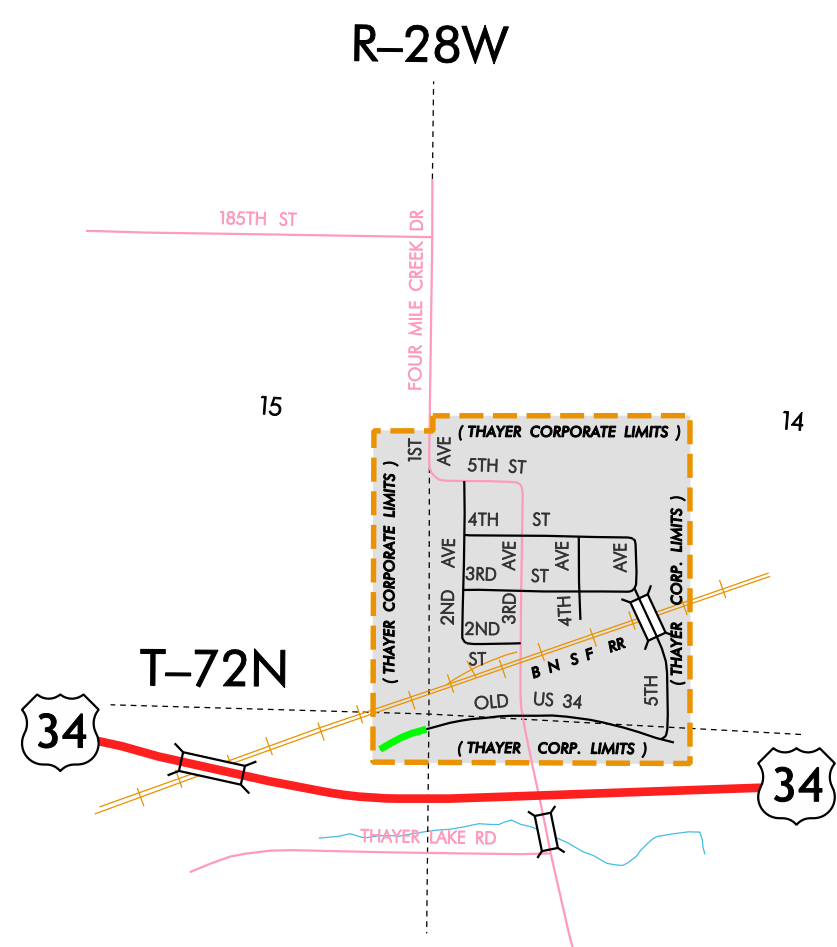 R–28W
185TH ST
FOUR MILE CREEK DR
15
14
( THAYER CORPORATE LIMITS )
1ST AVE
5TH ST
( THAYER CORPORATE LIMITS )
( THAYER CORP. LIMITS )
4TH ST
2ND AVE
3RD AVE
4TH AVE
5TH AVE
3RD ST
2ND ST
B N S F RR
T–72N
OLD US 34
34
( THAYER CORP. LIMITS )
34
THAYER LAKE RD